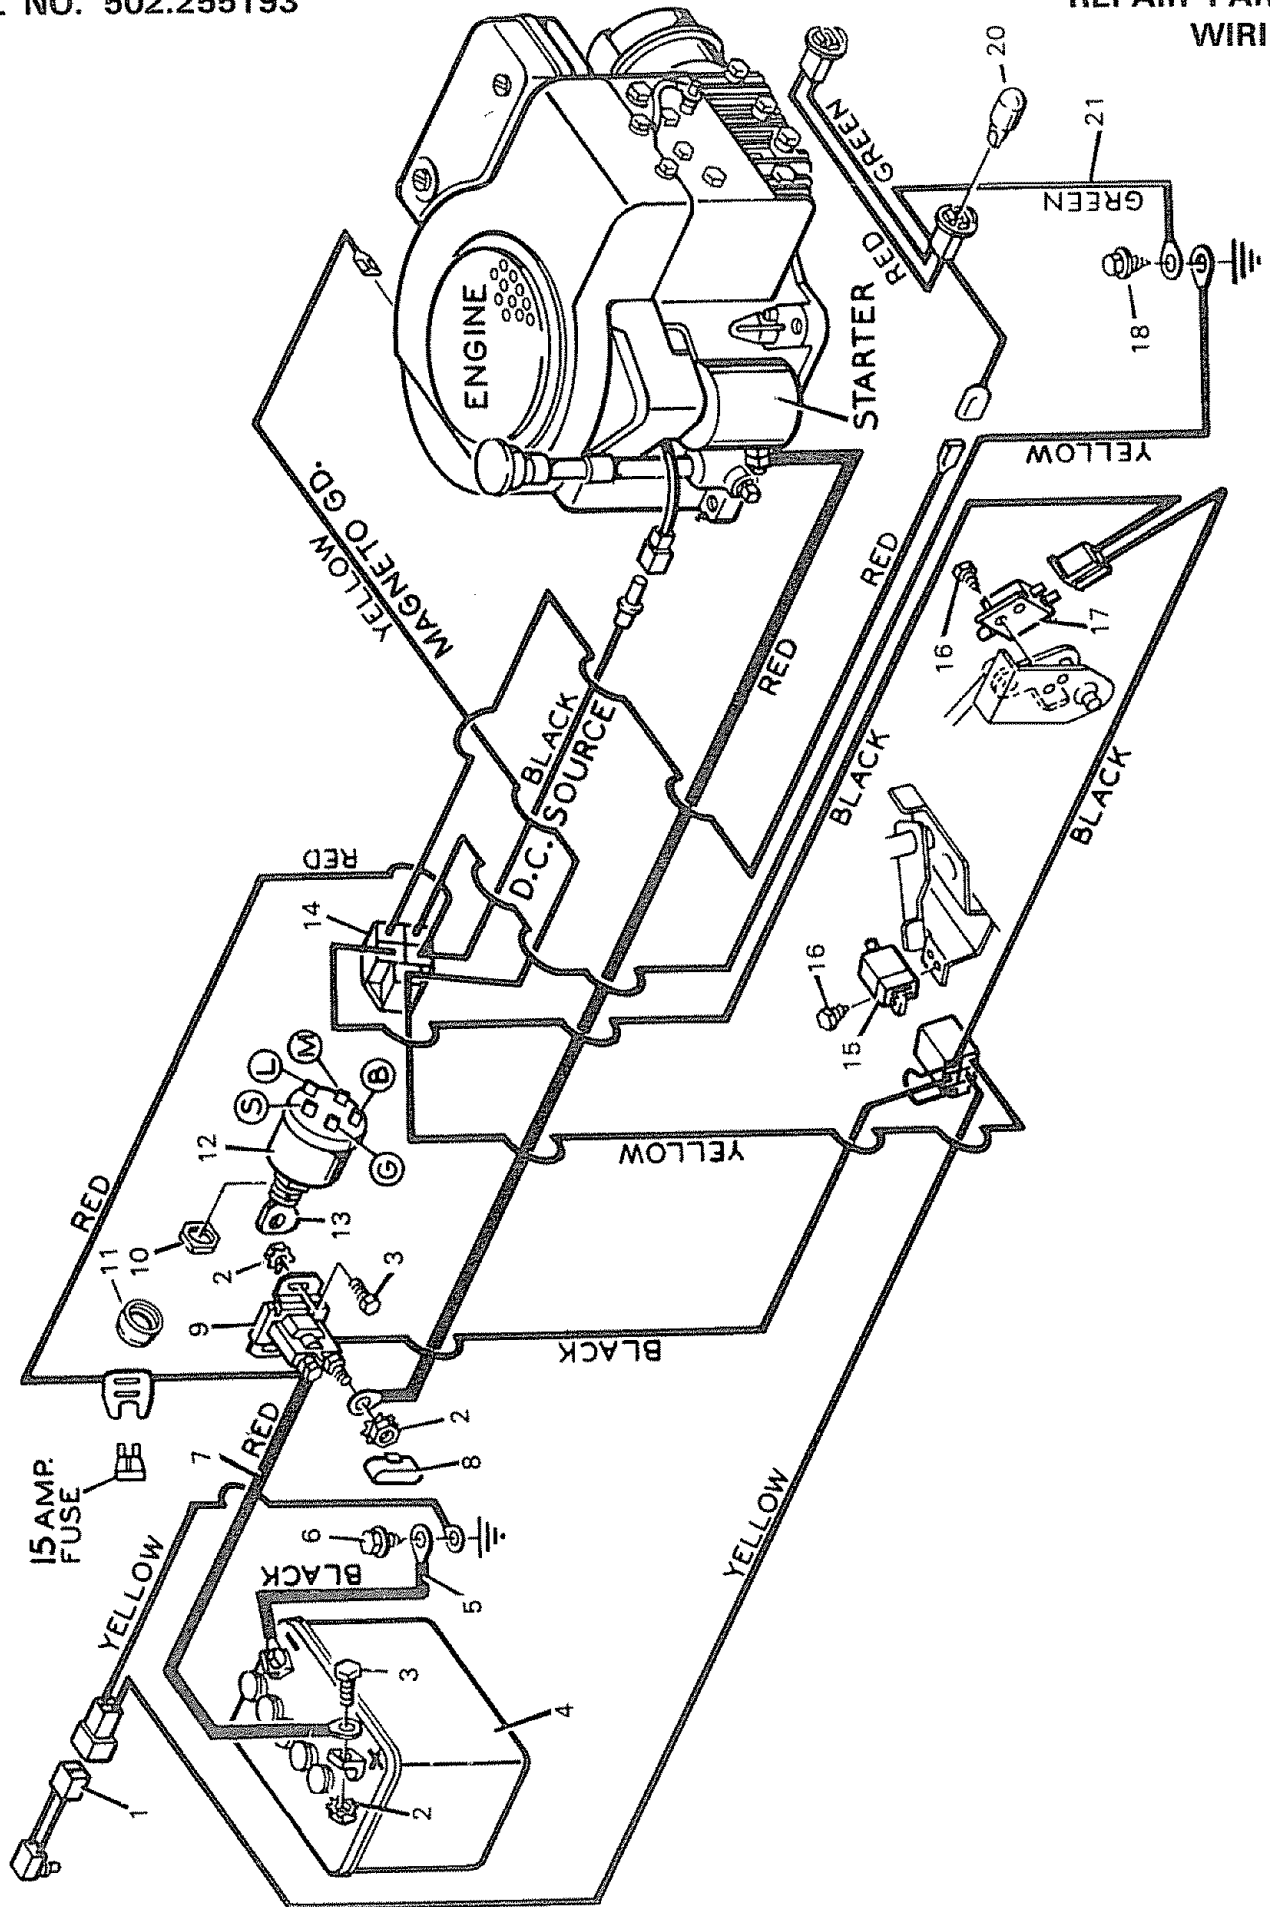 L NO. 502.255193
REPAIR PAR
WIRI
20
GREEN
21
GREEN
RED
18
ENGINE
STARTER
YELLOW
MAGNETO GD.
YELLOW
RED
16
17
BLACK
D.C. SOURCE
RED
BLACK
BLACK
RED
14
16
15
L
M
S
B
12
G
YELLOW
RED
13
11
10
2
3
9
BLACK
RED
7
2
8
15 AMP.
FUSE
6
BLACK
5
YELLOW
YELLOW
3
4
1
2